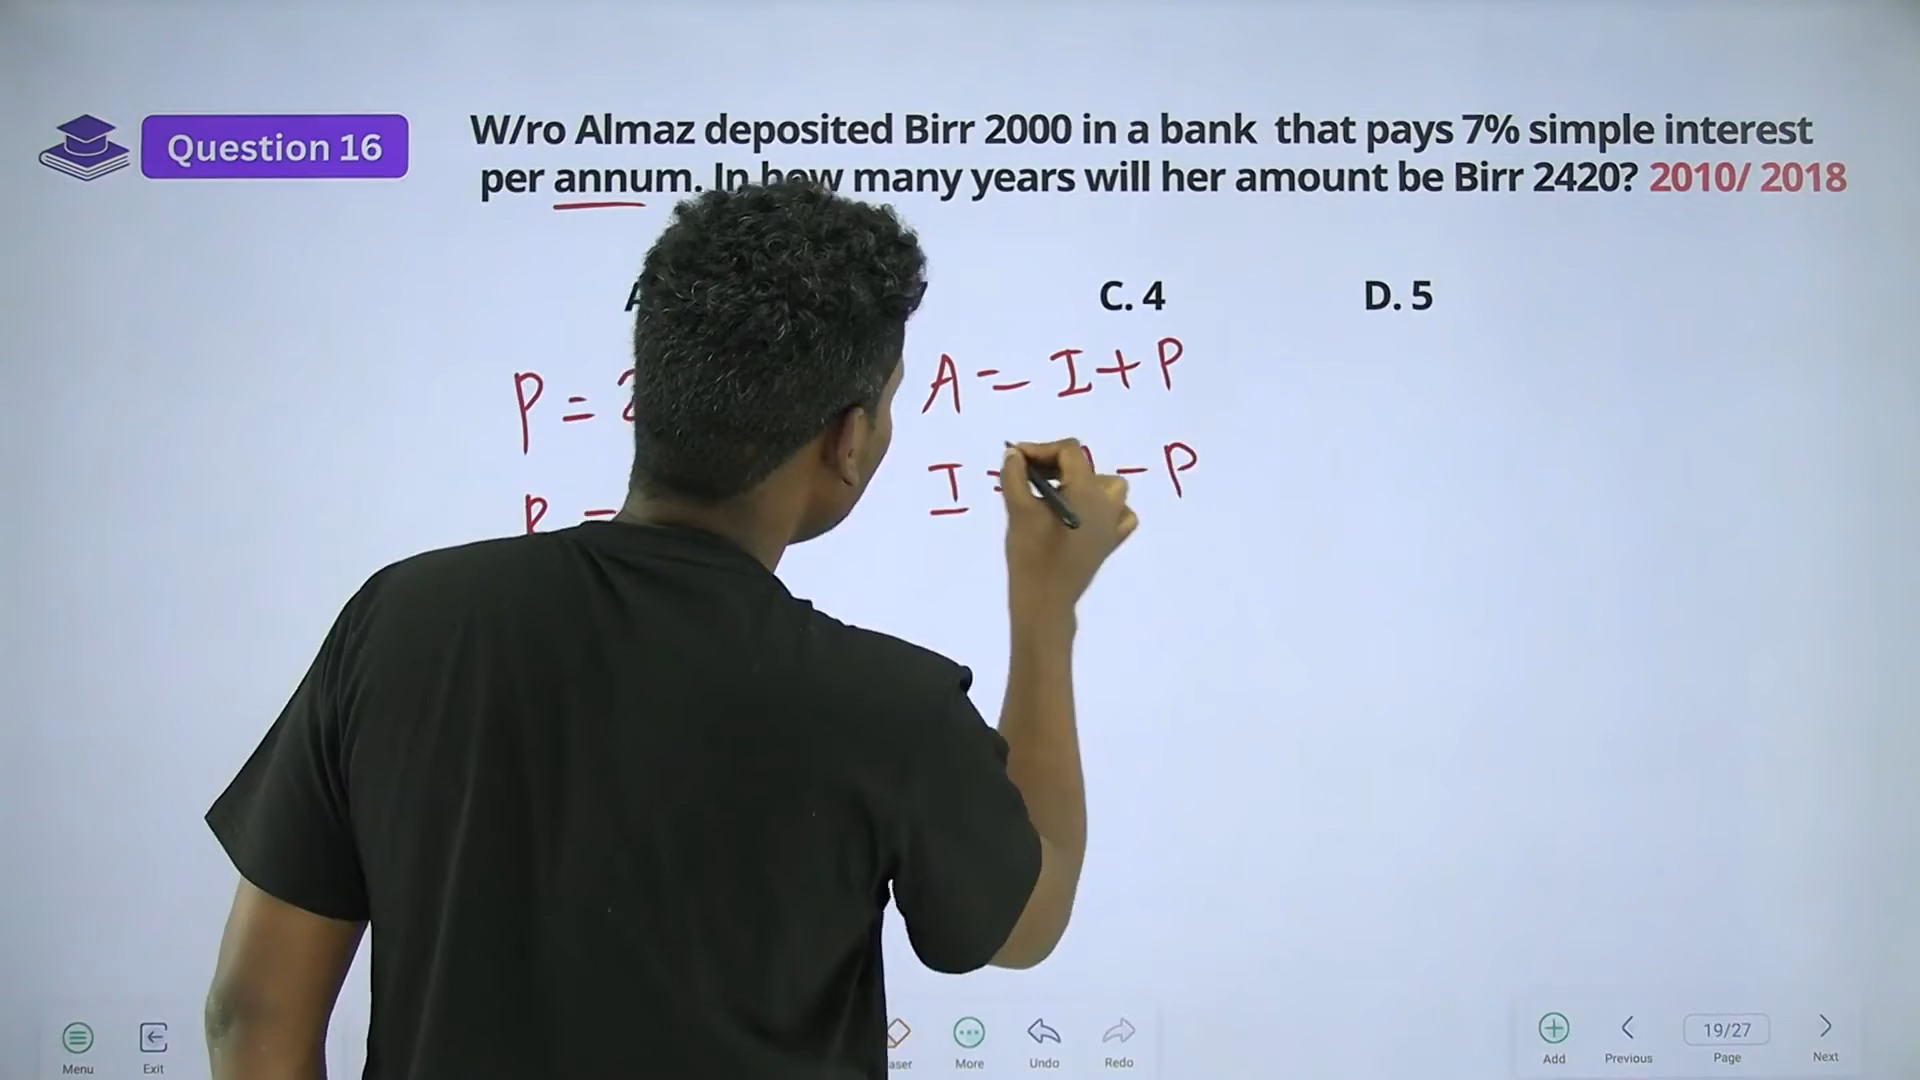 Question 16
W/ro Almaz deposited Birr 2000 in a bank that pays 7% simple interest
per annum. In how many years will her amount be Birr 2420? 2010/ 2018
C. 4
D. 5
P =
A = I + P
I = - P
Menu
Exit
More
Undo
Redo
Add
Previous
19/27
Page
Next